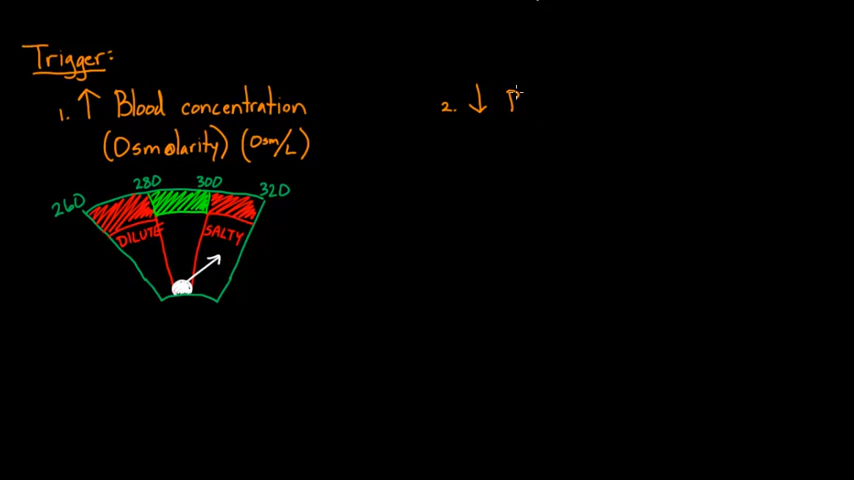 Trigger:
1. ↑ Blood concentration
(Osmolarity) (Osm/L)
2. ↓
260 280 300 320
DILUTE SALTY